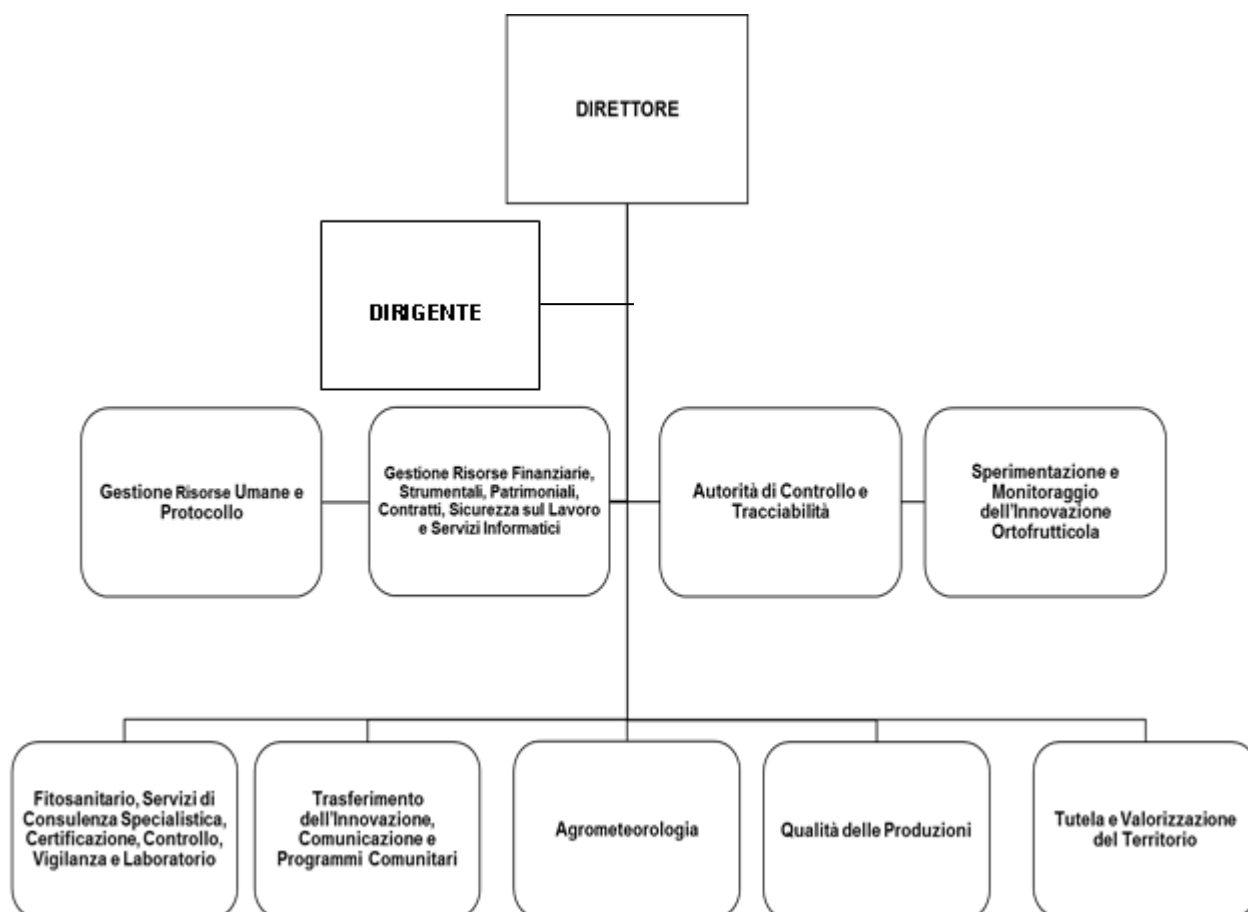 DIRETTORE
DIRIGENTE
Gestione Risorse Umane e
Protocollo
Gestione Risorse Finanziarie,
Strumentali, Patrimoniali,
Contratti, Sicurezza sul Lavoro
e Servizi Informatici
Autorità di Controllo e
Tracciabilità
Sperimentazione e
Monitoraggio
dell'Innovazione
Ortofrutticola
Fitosanitario, Servizi di
Consulenza Specialistica,
Certificazione, Controllo,
Vigilanza e Laboratorio
Trasferimento
dell'Innovazione,
Comunicazione e
Programmi Comunitari
Agrometeorologia
Qualità delle Produzioni
Tutela e Valorizzazione
del Territorio